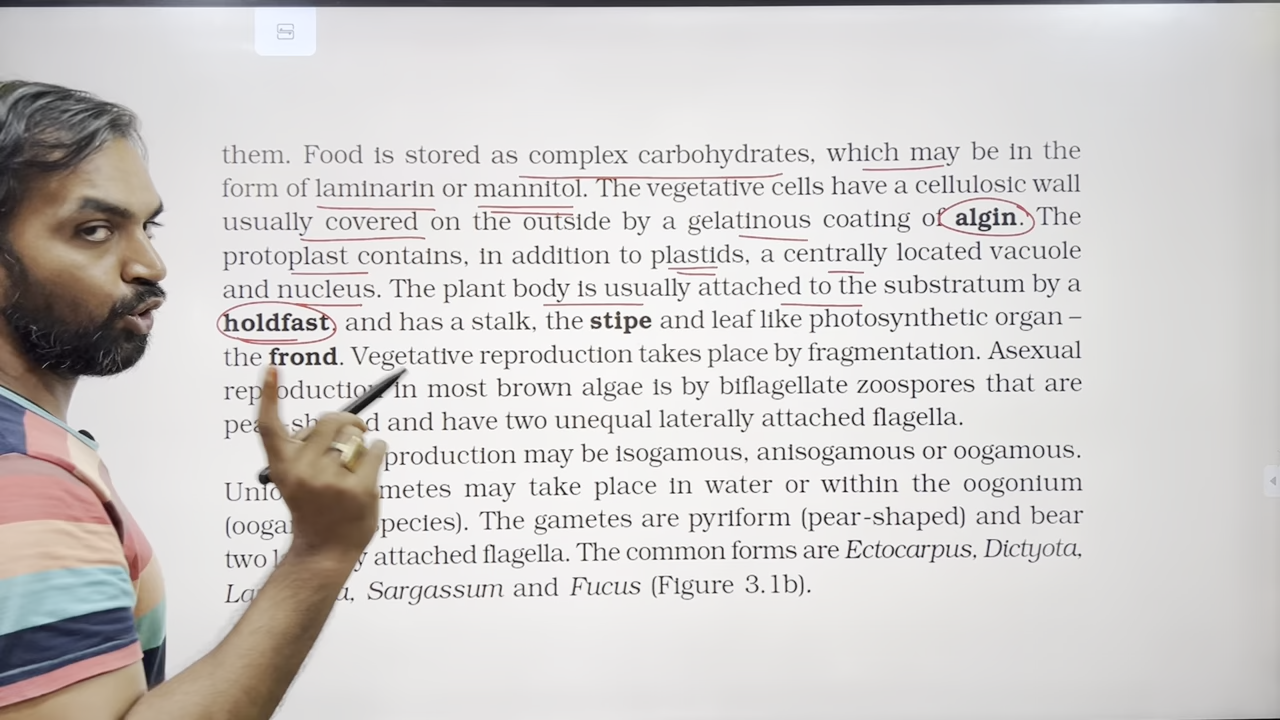 them. Food is stored as complex carbohydrates, which may be in the
form of laminarin or mannitol. The vegetative cells have a cellulosic wall
usually covered on the outside by a gelatinous coating of algin. The
protoplast contains, in addition to plastids, a centrally located vacuole
and nucleus. The plant body is usually attached to the substratum by a
holdfast, and has a stalk, the stipe and leaf like photosynthetic organ –
the frond. Vegetative reproduction takes place by fragmentation. Asexual
reproduction in most brown algae is by biflagellate zoospores that are
and have two unequal laterally attached flagella.
may be isogamous, anisogamous or oogamous.
may take place in water or within the oogonium
The gametes are pyriform (pear-shaped) and bear
two attached flagella. The common forms are Ectocarpus, Dictyota,
Sargassum and Fucus (Figure 3.1b).